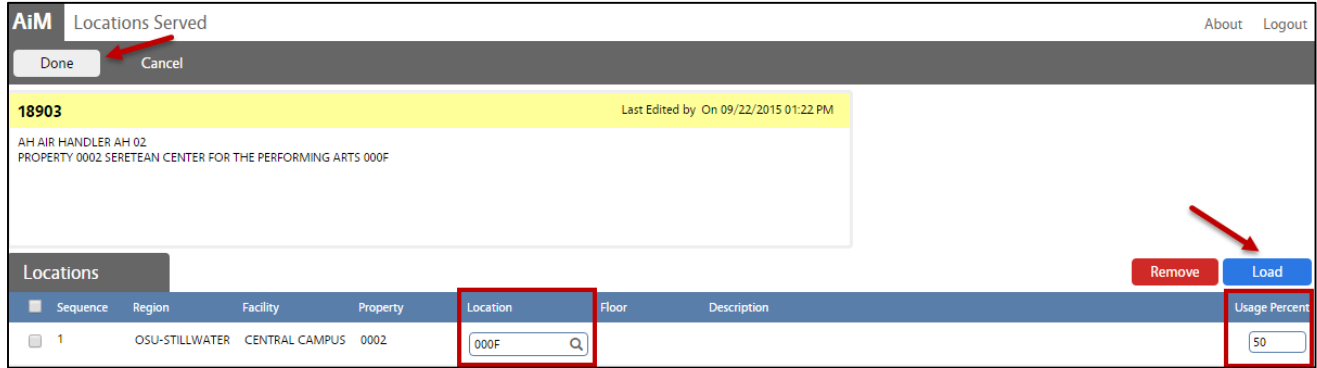 AiM Locations Served About Logout
Done Cancel
18903 Last Edited by On 09/22/2015 01:22 PM
AH AIR HANDLER AH 02
PROPERTY 0002 SERETEAN CENTER FOR THE PERFORMING ARTS 000F
Locations Remove Load
Sequence Region Facility Property Location Floor Description Usage Percent
1 OSU-STILLWATER CENTRAL CAMPUS 0002 000F 50